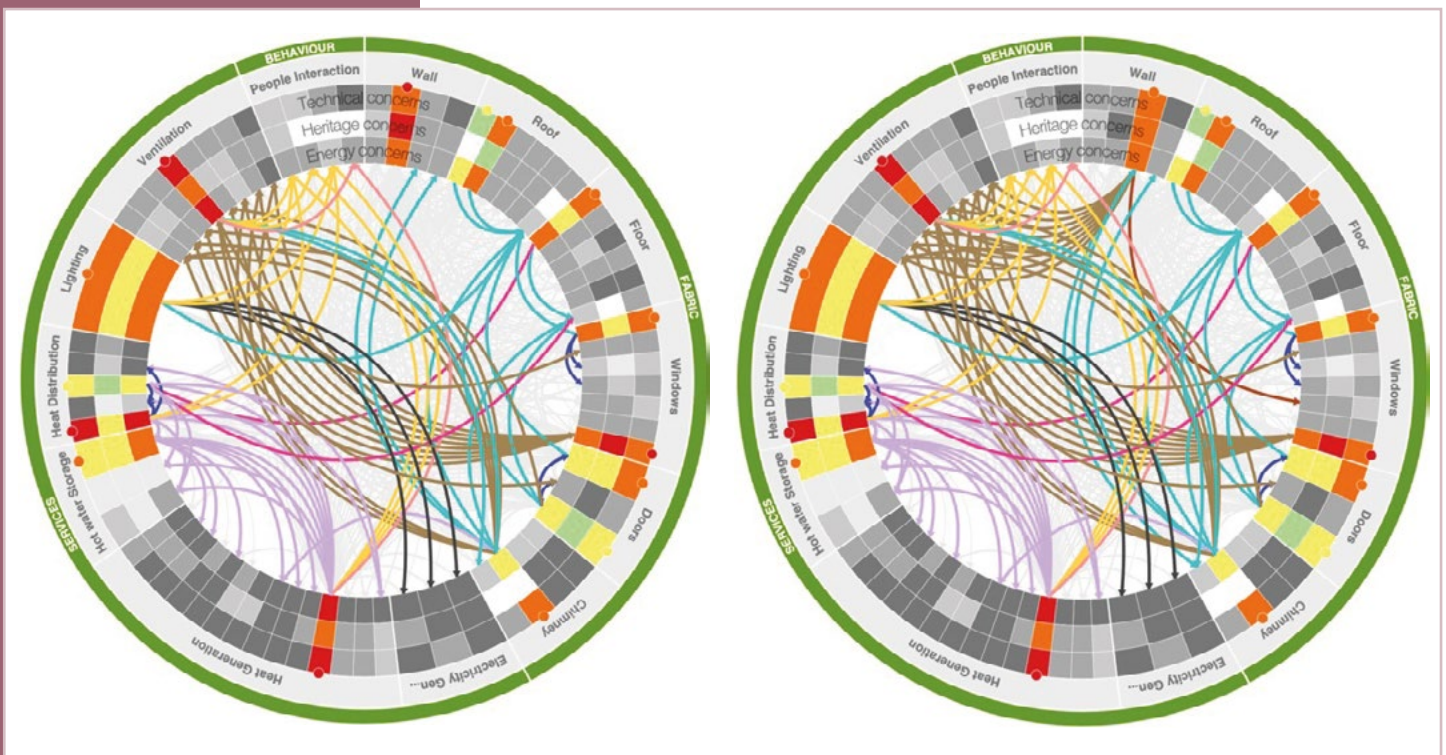 BEHAVIOUR
People Interaction
Wall
Roof
Floor
FABRIC
Windows
Doors
Chimney
Electricity Gen...
Heat Generation
SERVICES
Hot water Storage
Heat Distribution
Lighting
Ventilation
Technical concerns
Heritage concerns
Energy concerns
BEHAVIOUR
People Interaction
Wall
Roof
Floor
FABRIC
Windows
Doors
Chimney
Electricity Gen...
Heat Generation
SERVICES
Hot water Storage
Heat Distribution
Lighting
Ventilation
Technical concerns
Heritage concerns
Energy concerns